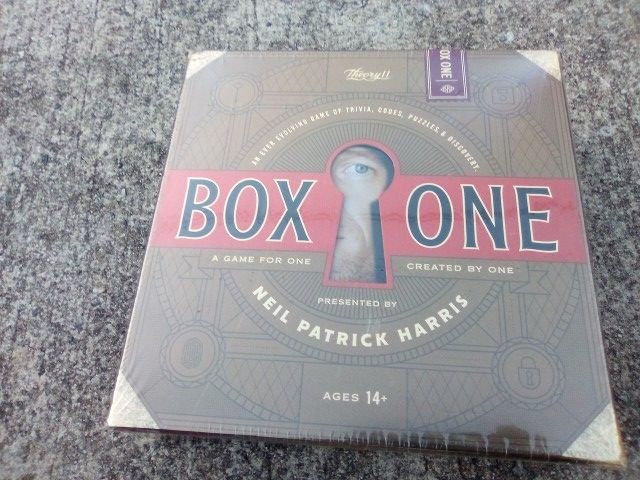 Theory11
BOX ONE
AN EVER EVOLVING GAME OF TRIVIA, CODES, PUZZLES, & DISCOVERY.
BOX ONE
A GAME FOR ONE
CREATED BY ONE
PRESENTED BY
NEIL PATRICK HARRIS
AGES 14+